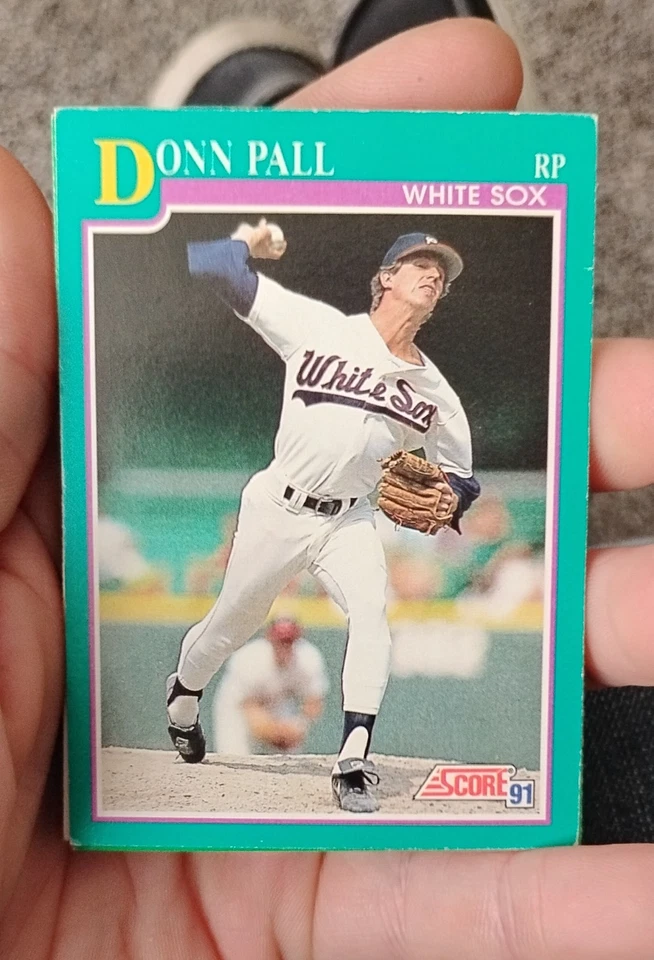 DONN PALL
RP
WHITE SOX
White Sox
SCORE 91